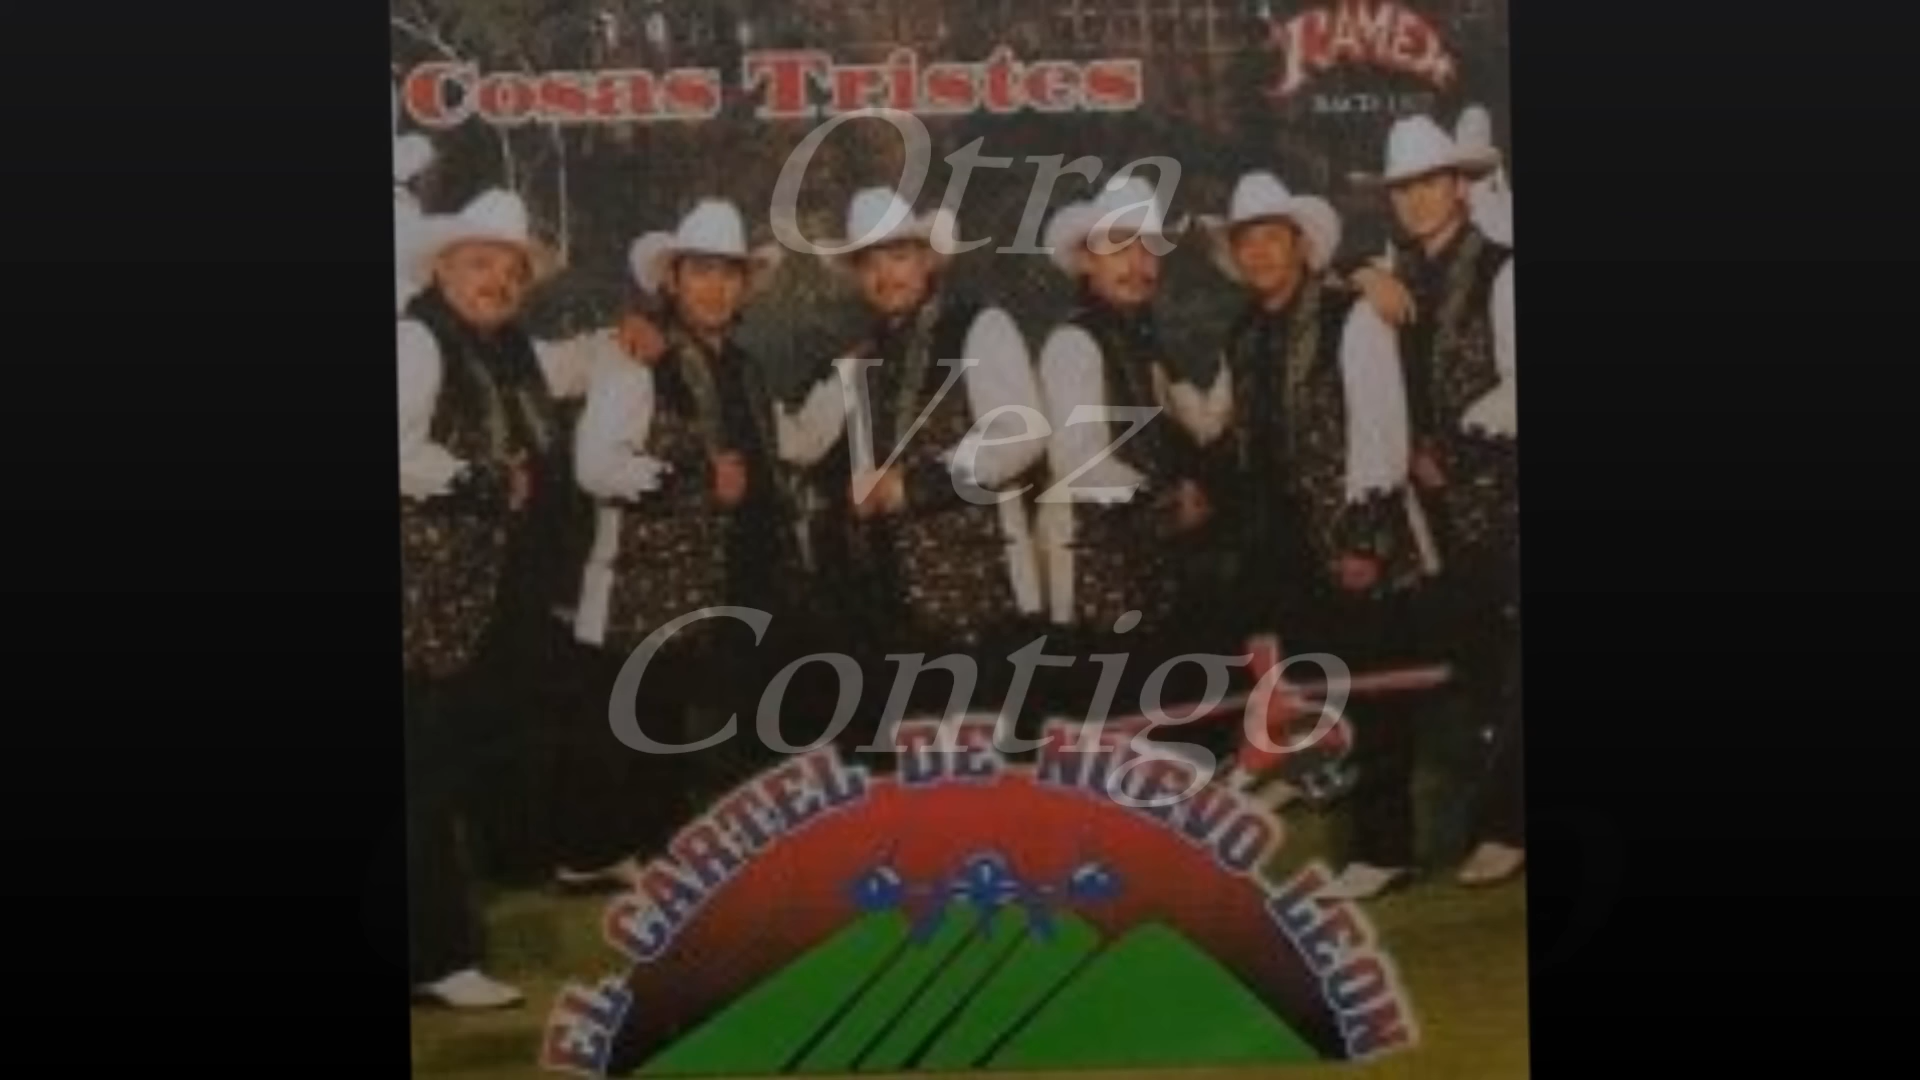 Cosas Tristes
RAMEX
Otra
Vez
Contigo
EL CARTEL DE NUEVO LEON